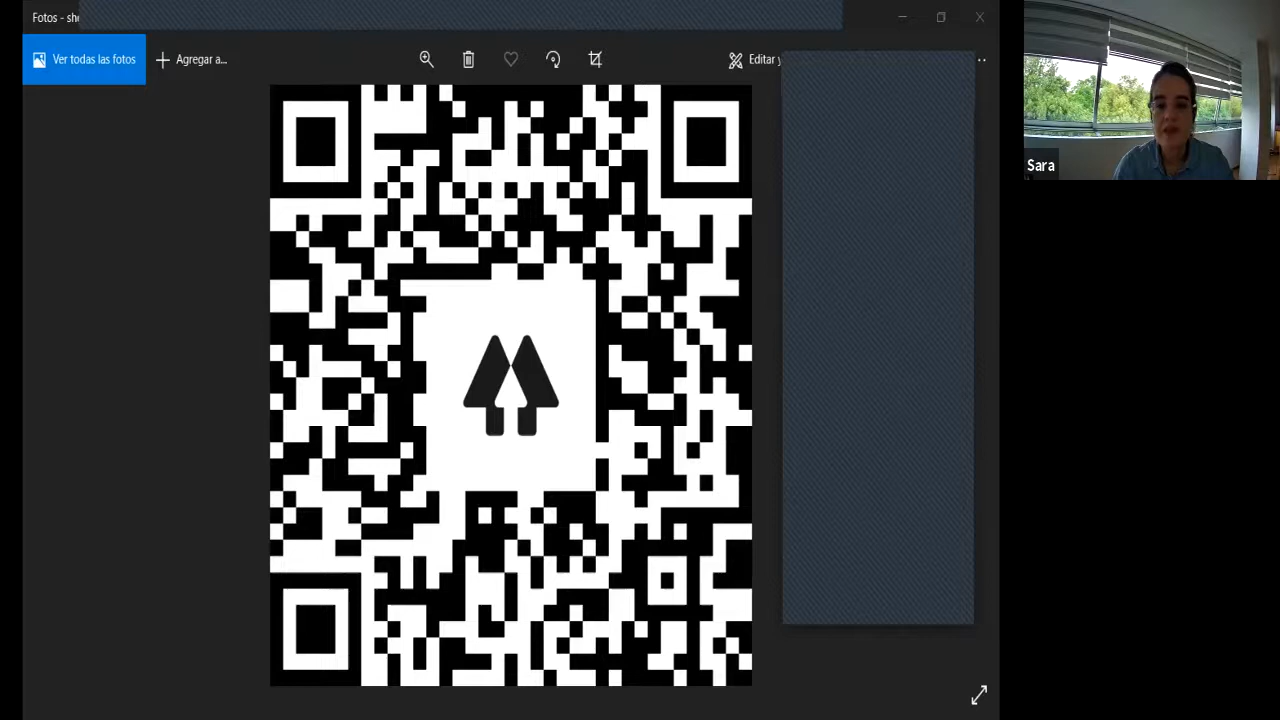 Fotos - sh
Ver todas las fotos
Agregar a...
Editar y
Sara